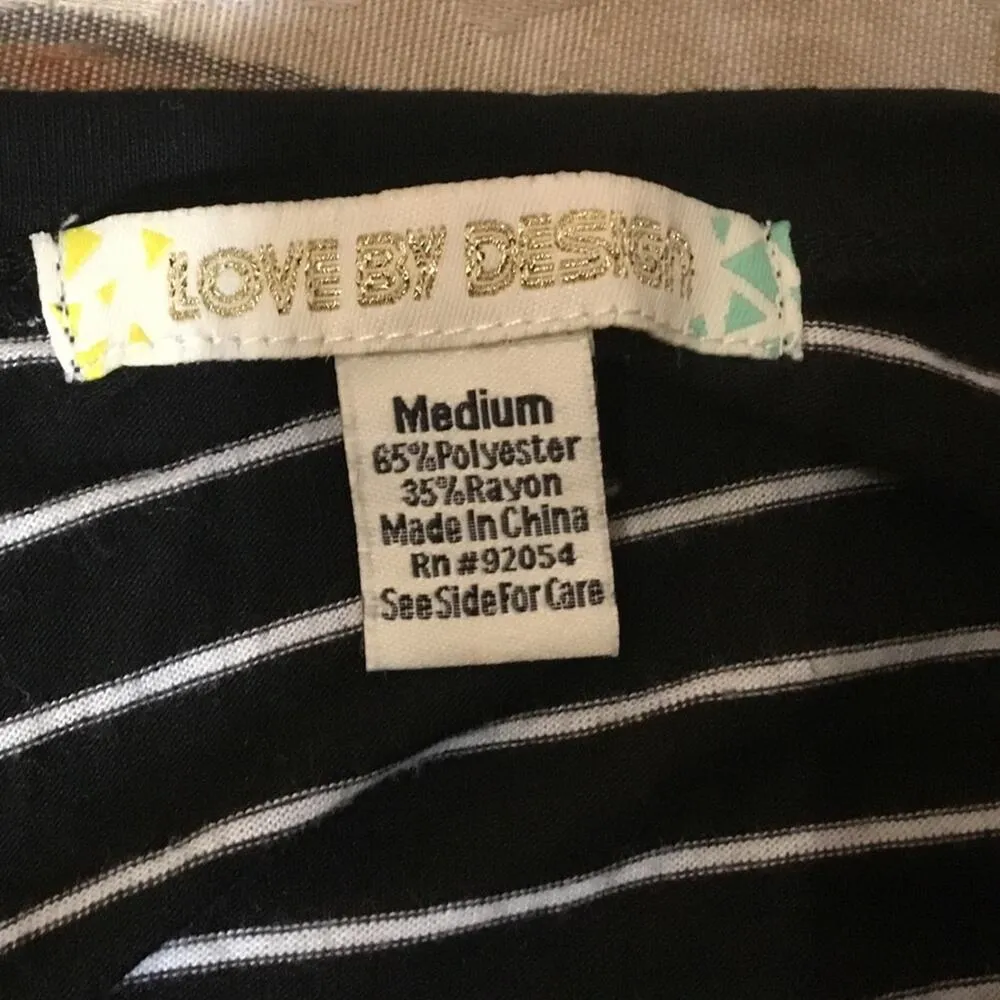 LOVE BY DESIGN
Medium
65%Polyester
35%Rayon
Made In China
Rn #92054
See Side For Care